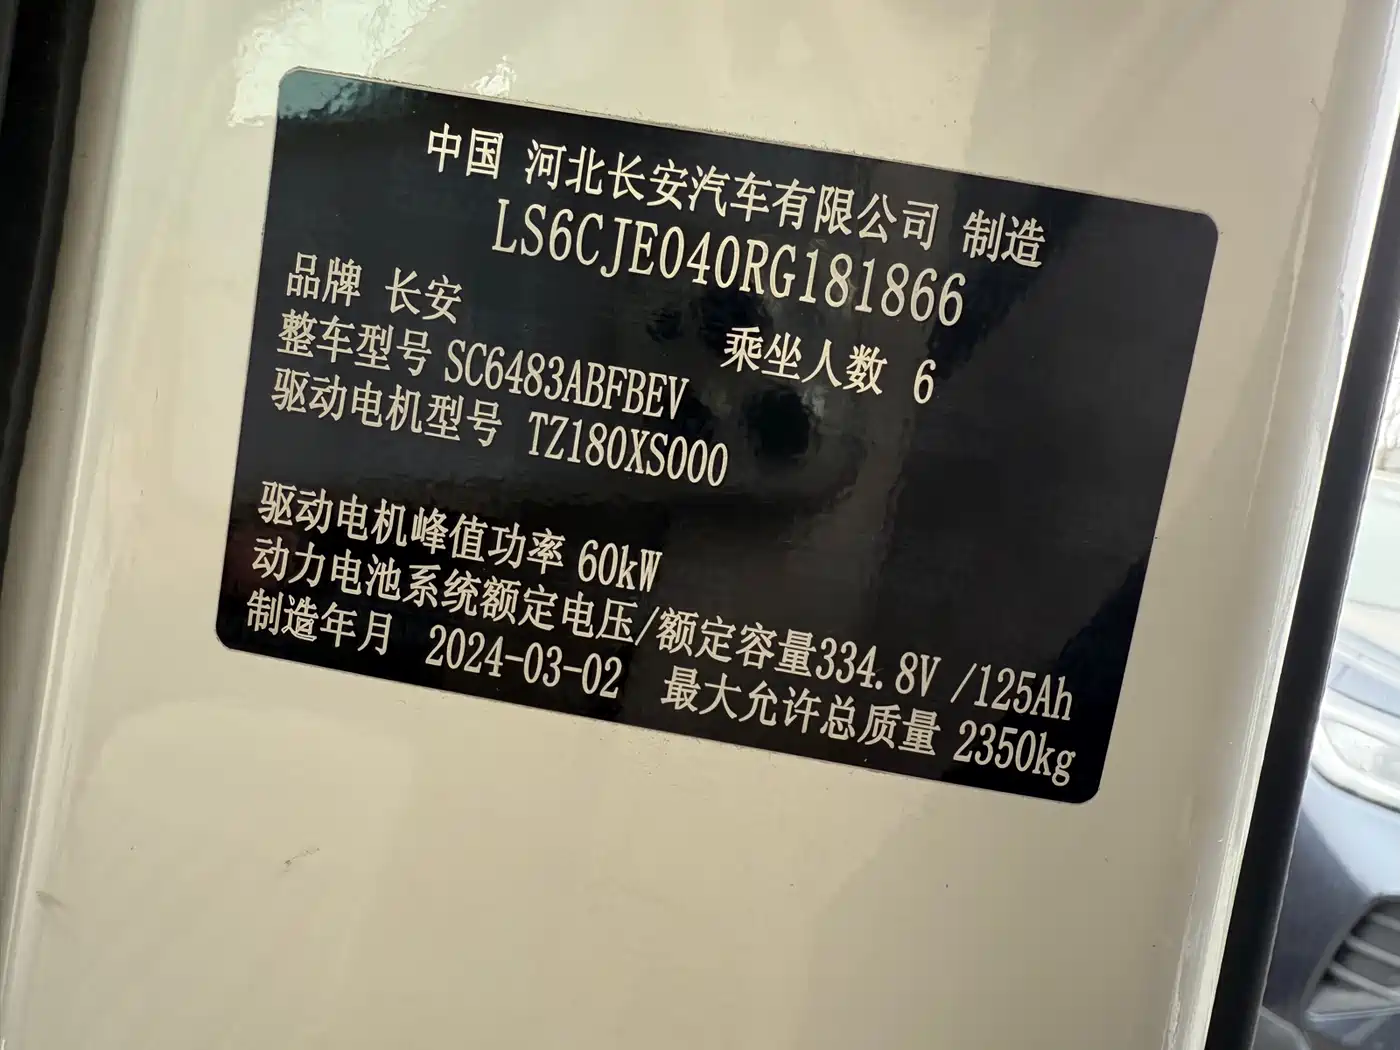 中国 河北长安汽车有限公司 制造
LS6CJE040RG181866
品牌 长安
乘坐人数 6
整车型号 SC6483ABFBEV
驱动电机型号 TZ180XS000
驱动电机峰值功率 60kW
动力电池系统额定电压/额定容量334.8V /125Ah
制造年月 2024-03-02 最大允许总质量 2350kg